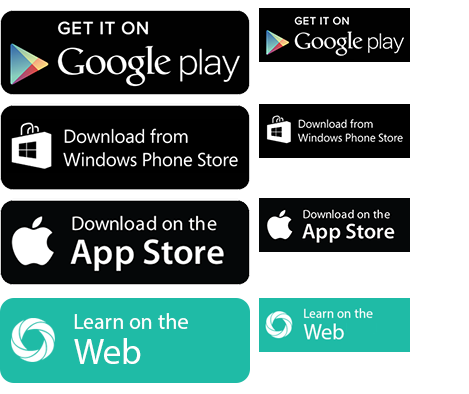 GET IT ON
Google play
GET IT ON
Google play
Download from
Windows Phone Store
Download from
Windows Phone Store
Download on the
App Store
Download on the
App Store
Learn on the
Web
Learn on the
Web